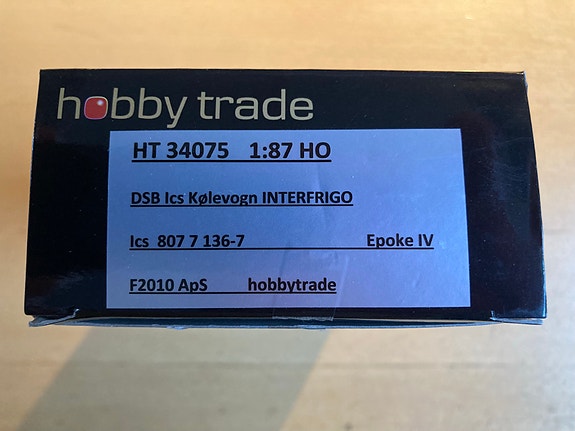 hobby trade
HT 34075 1:87 HO
DSB Ics Kølevogn INTERFRIGO
Ics 807 7 136-7 Epoke IV
F2010 ApS hobbytrade